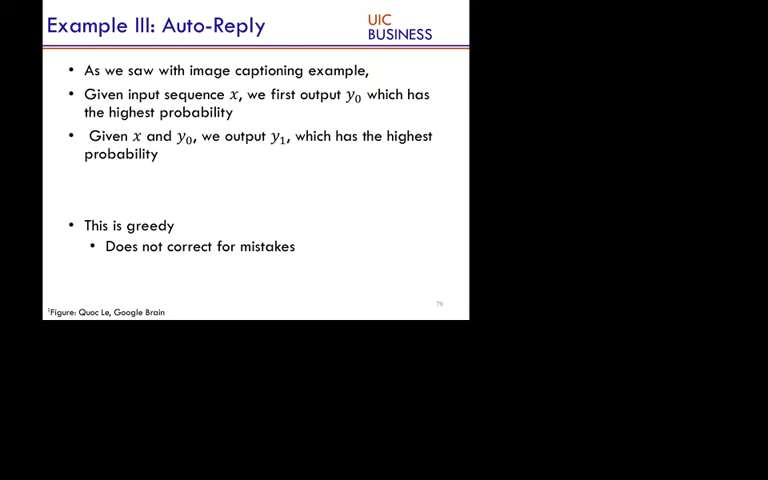 Example III: Auto-Reply
UIC
BUSINESS
• As we saw with image captioning example,
• Given input sequence x, we first output y₀ which has
the highest probability
• Given x and y₀, we output y₁, which has the highest
probability
• This is greedy
• Does not correct for mistakes
79
¹Figure: Quoc Le, Google Brain